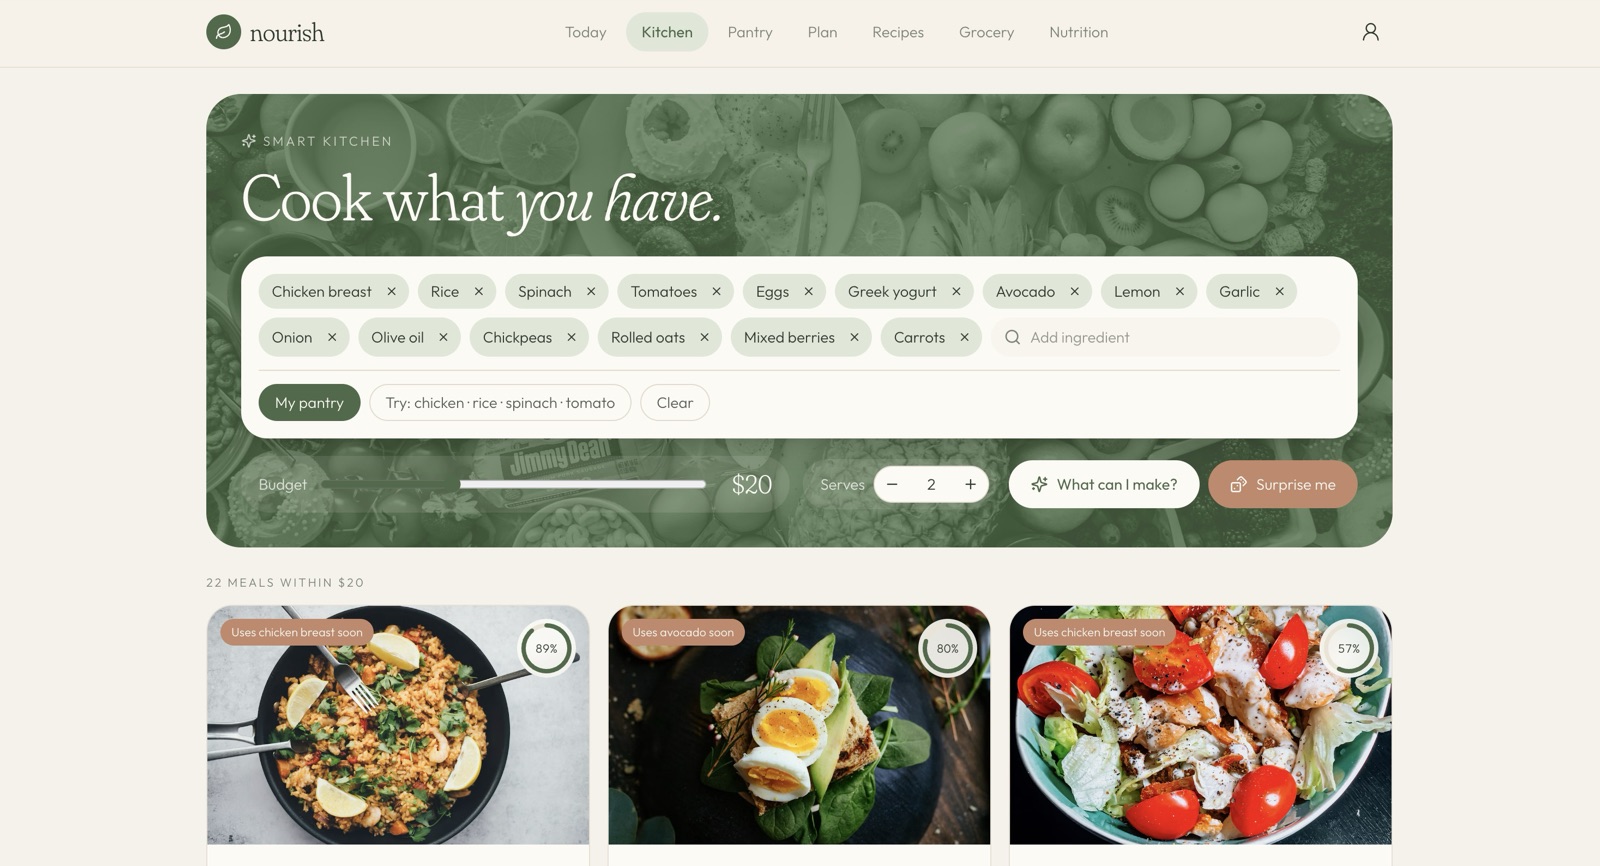 nourish
Today Kitchen Pantry Plan Recipes Grocery Nutrition
SMART KITCHEN
Cook what you have.
Chicken breast × Rice × Spinach × Tomatoes × Eggs × Greek yogurt × Avocado × Lemon × Garlic ×
Onion × Olive oil × Chickpeas × Rolled oats × Mixed berries × Carrots × Add ingredient
My pantry Try: chicken · rice · spinach · tomato Clear
Jimmy Dean
Budget $20 Serves − 2 + What can I make? Surprise me
22 MEALS WITHIN $20
Uses chicken breast soon 89% Uses avocado soon 80% Uses chicken breast soon 57%